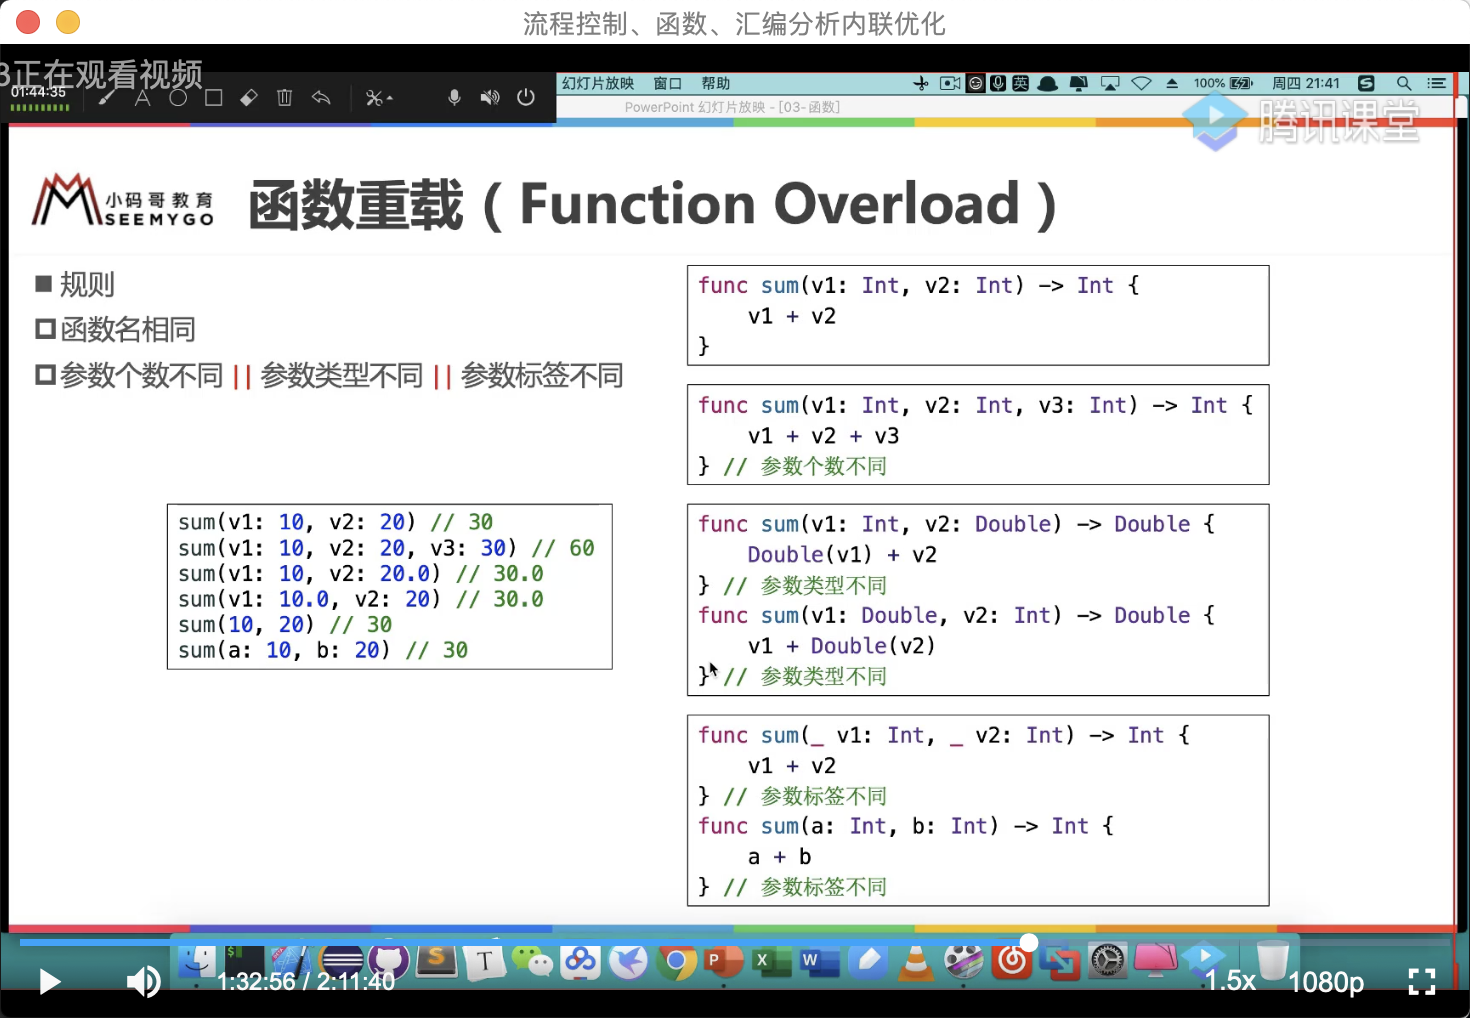 流程控制、函数、汇编分析内联优化
3正在观看视频
01:44:35
幻灯片放映 窗口 帮助
英
100%
周四 21:41
PowerPoint 幻灯片放映 - [03-函数]
腾讯课堂
小码哥教育
SEEMYGO
函数重载 ( Function Overload )
规则
函数名相同
参数个数不同 || 参数类型不同 || 参数标签不同
sum(v1: 10, v2: 20) // 30
sum(v1: 10, v2: 20, v3: 30) // 60
sum(v1: 10, v2: 20.0) // 30.0
sum(v1: 10.0, v2: 20) // 30.0
sum(10, 20) // 30
sum(a: 10, b: 20) // 30
func sum(v1: Int, v2: Int) -> Int {
v1 + v2
}
func sum(v1: Int, v2: Int, v3: Int) -> Int {
v1 + v2 + v3
} // 参数个数不同
func sum(v1: Int, v2: Double) -> Double {
Double(v1) + v2
} // 参数类型不同
func sum(v1: Double, v2: Int) -> Double {
v1 + Double(v2)
} // 参数类型不同
func sum(_ v1: Int, _ v2: Int) -> Int {
v1 + v2
} // 参数标签不同
func sum(a: Int, b: Int) -> Int {
a + b
} // 参数标签不同
1:32:56 / 2:11:40
1.5x
1080p